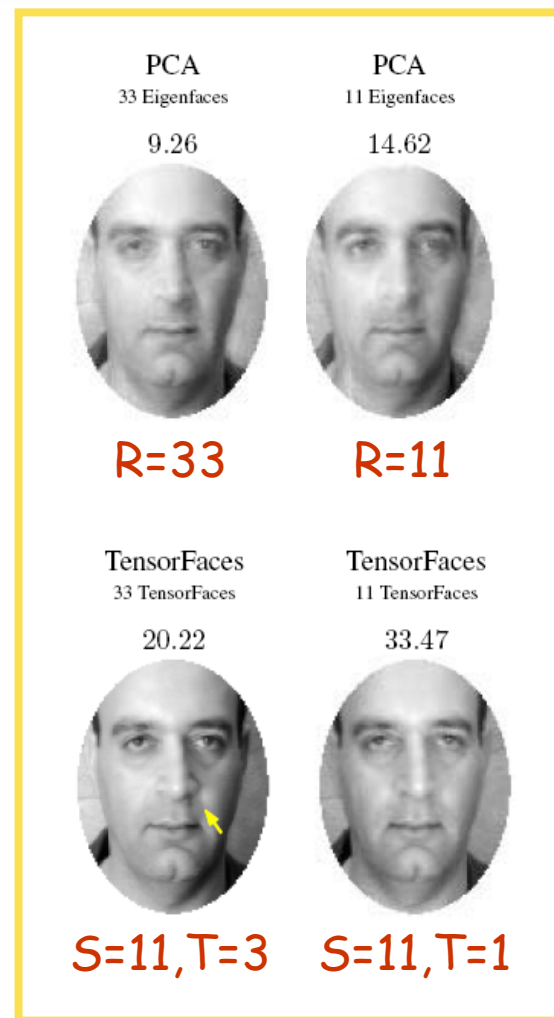 PCA
33 Eigenfaces
9.26
PCA
11 Eigenfaces
14.62
R=33
R=11
TensorFaces
33 TensorFaces
20.22
TensorFaces
11 TensorFaces
33.47
S=11,T=3
S=11,T=1